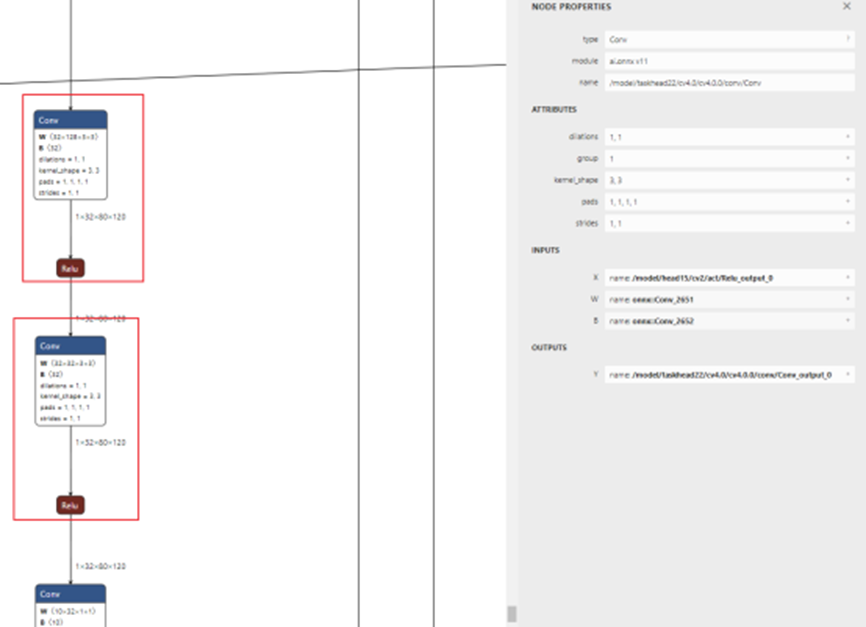 Conv
W ⟨32×128×3×3⟩
B ⟨32⟩
dilations = 1, 1
kernel_shape = 3, 3
pads = 1, 1, 1, 1
strides = 1, 1
1×32×80×120
Relu
1×32×80×120
Conv
W ⟨32×32×3×3⟩
B ⟨32⟩
dilations = 1, 1
kernel_shape = 3, 3
pads = 1, 1, 1, 1
strides = 1, 1
1×32×80×120
Relu
1×32×80×120
Conv
W ⟨10×32×1×1⟩
B ⟨10⟩
NODE PROPERTIES
type Conv ?
module ai.onnx v11
name /model/taskhead22/cv4.0/cv4.0.0/conv/Conv
ATTRIBUTES
dilations 1, 1 +
group 1 +
kernel_shape 3, 3 +
pads 1, 1, 1, 1 +
strides 1, 1 +
INPUTS
X name: /model/head15/cv2/act/Relu_output_0 +
W name: onnx::Conv_2651 +
B name: onnx::Conv_2652 +
OUTPUTS
Y name: /model/taskhead22/cv4.0/cv4.0.0/conv/Conv_output_0 +